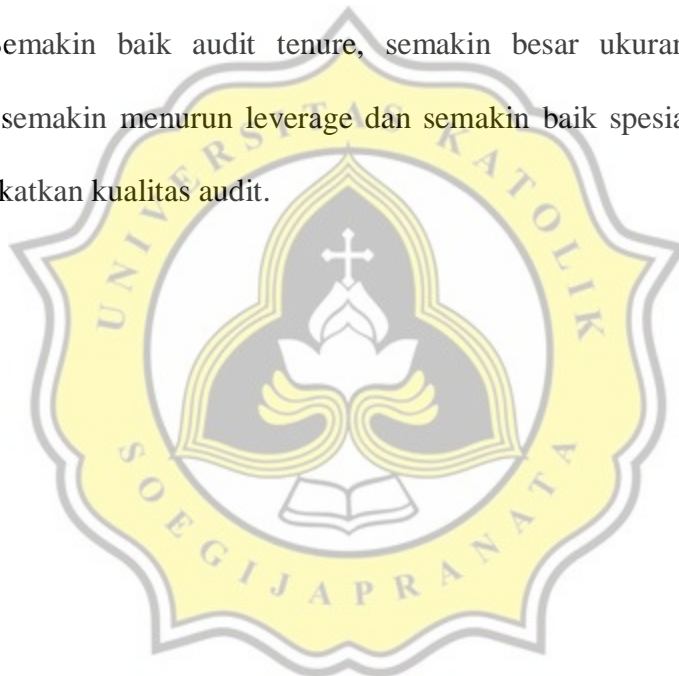 Semakin baik audit tenure, semakin besar ukuran
semakin menurun leverage dan semakin baik
katkan kualitas audit.
UNIVERSITAS KATOLIK
SOEGIJAPRANATA